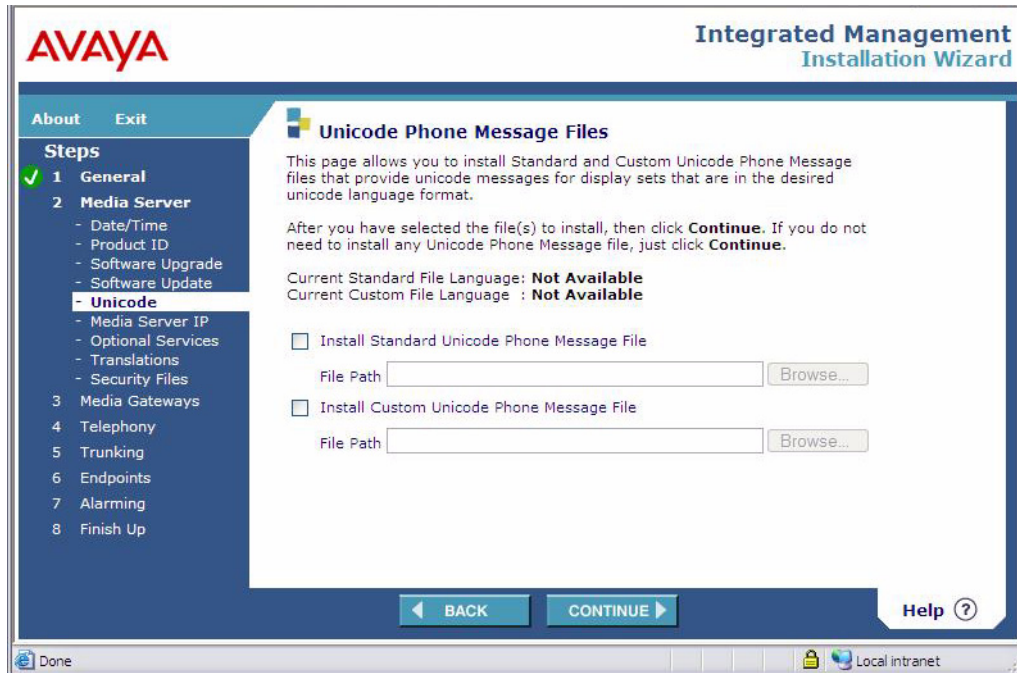 AVAYA
Integrated Management
Installation Wizard
About Exit
Steps
1 General
2 Media Server
- Date/Time
- Product ID
- Software Upgrade
- Software Update
- Unicode
- Media Server IP
- Optional Services
- Translations
- Security Files
3 Media Gateways
4 Telephony
5 Trunking
6 Endpoints
7 Alarming
8 Finish Up
Unicode Phone Message Files
This page allows you to install Standard and Custom Unicode Phone Message
files that provide unicode messages for display sets that are in the desired
unicode language format.
After you have selected the file(s) to install, then click Continue. If you do not
need to install any Unicode Phone Message file, just click Continue.
Current Standard File Language: Not Available
Current Custom File Language : Not Available
Install Standard Unicode Phone Message File
File Path Browse...
Install Custom Unicode Phone Message File
File Path Browse...
BACK CONTINUE
Help ?
Done Local intranet